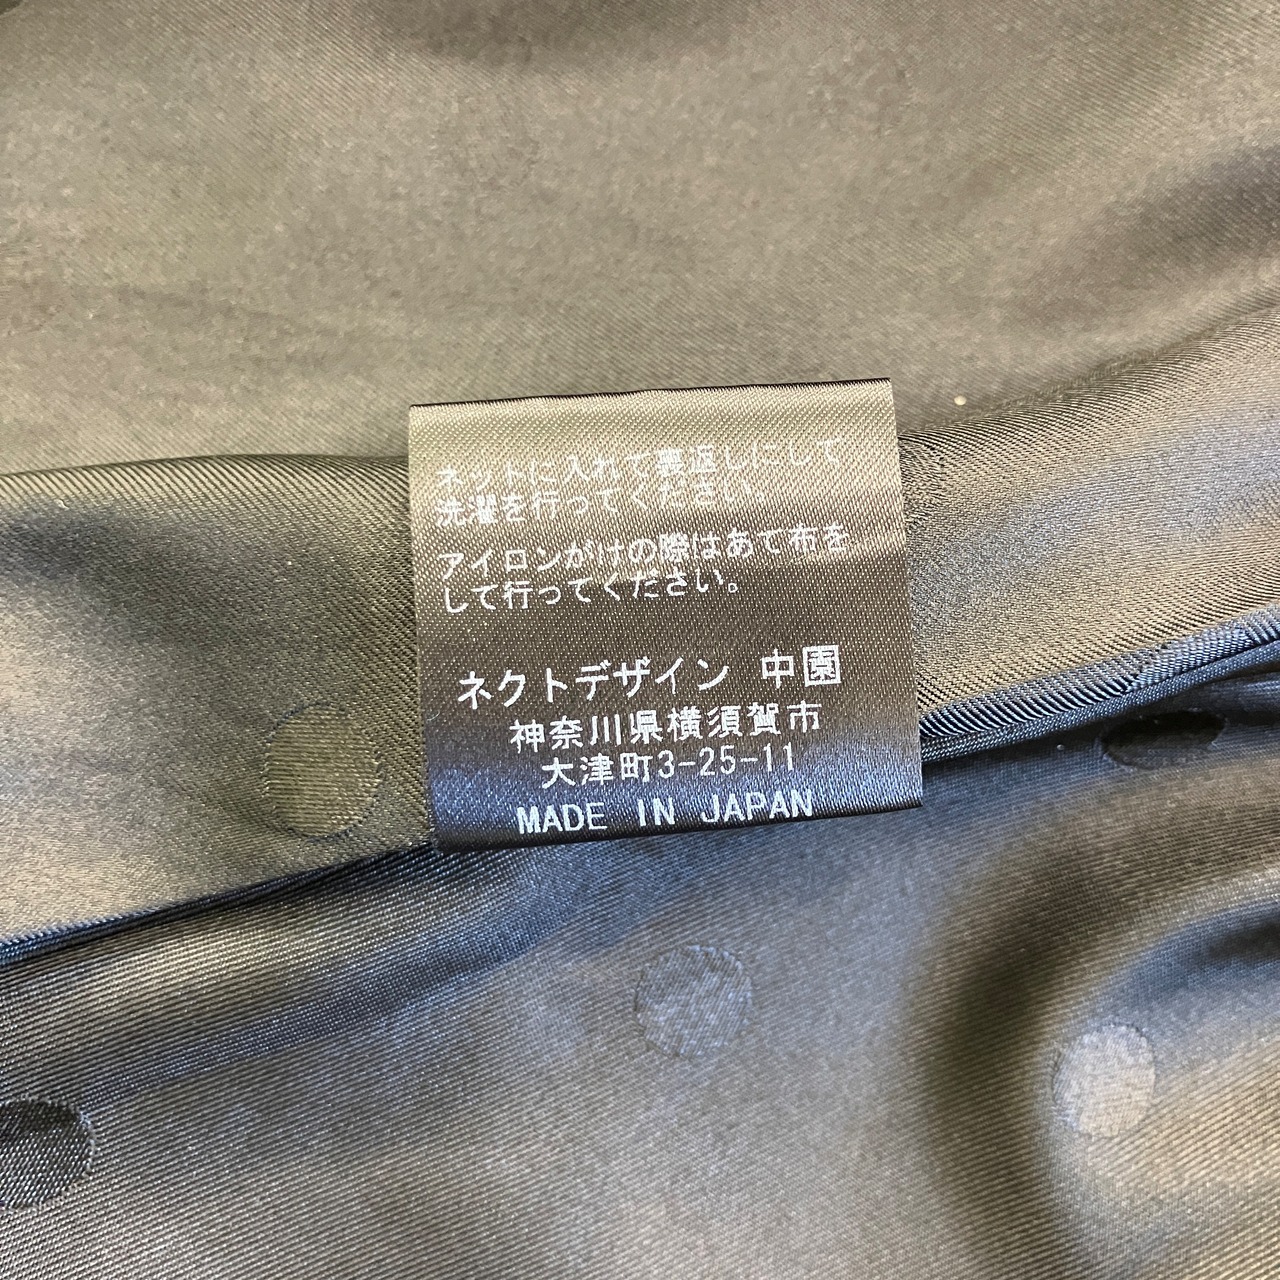 ネットに入れて裏返しにして
洗濯を行ってください。
アイロンがけの際はあて布を
して行ってください。
ネクトデザイン 中園
神奈川県横須賀市
大津町3-25-11
MADE IN JAPAN